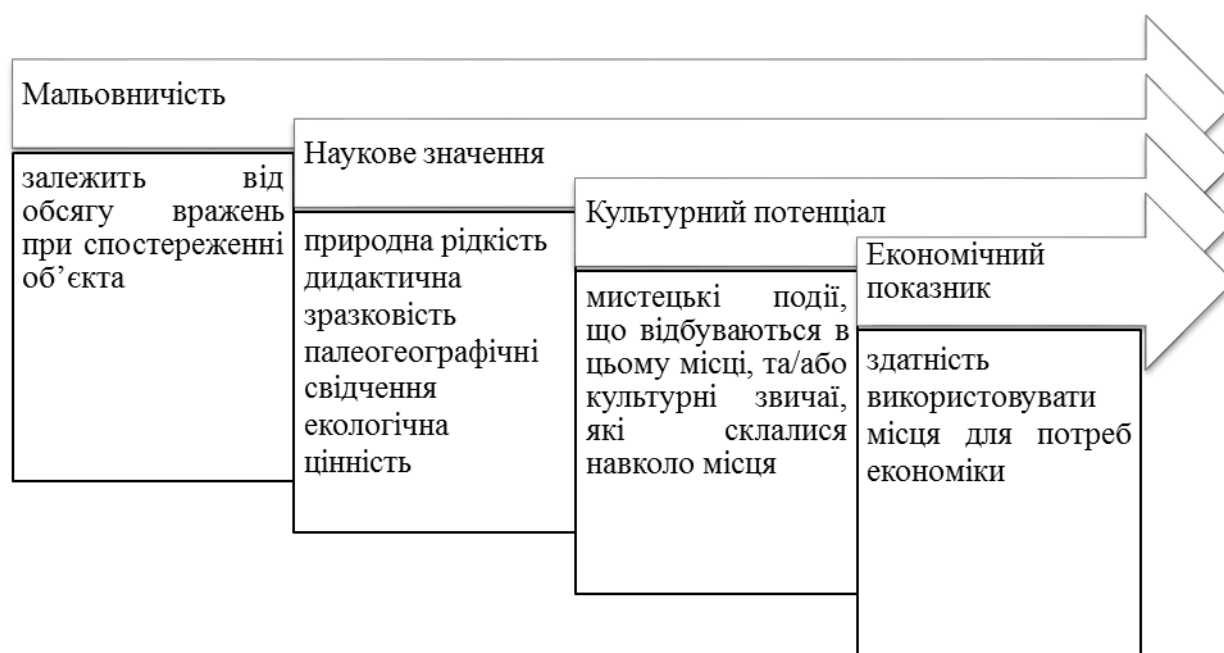 Мальовничість
залежить від
обсягу вражень
при спостереженні
об’єкта
Наукове значення
природна рідкість
дидактична
зразковість
палеогеографічні
свідчення
екологічна
цінність
Культурний потенціал
мистецькі події,
що відбуваються в
цьому місці, та/або
культурні звичаї,
які склалися
навколо місця
Економічний
показник
здатність
використовувати
місця для потреб
економіки